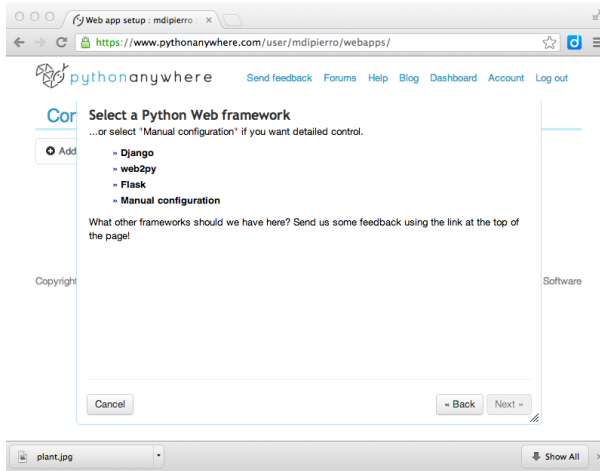 Web app setup : mdipierro :
https://www.pythonanywhere.com/user/mdipierro/webapps/
pythonanywhere
Send feedback Forums Help Blog Dashboard Account Log out
Cor
Add
Select a Python Web framework
...or select "Manual configuration" if you want detailed control.
» Django
» web2py
» Flask
» Manual configuration
What other frameworks should we have here? Send us some feedback using the link at the top of
the page!
Copyright
Software
Cancel
« Back
Next »
plant.jpg
Show All